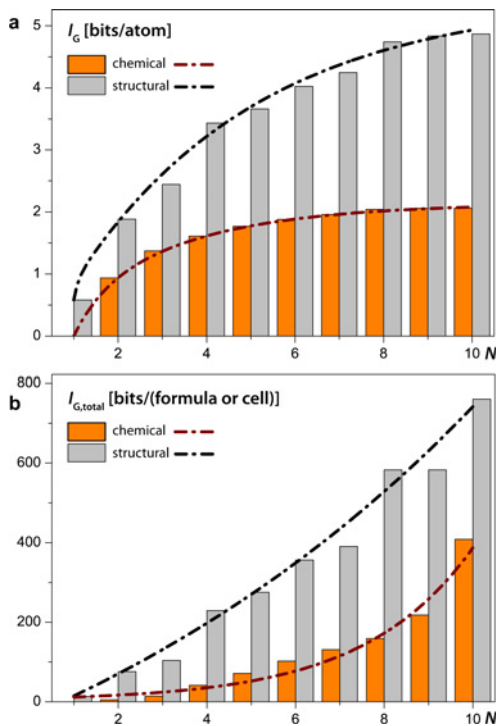 a
I_G [bits/atom]
chemical
structural
5
4
3
2
1
0
2 4 6 8 10 N
b
I_G,total [bits/(formula or cell)]
chemical
structural
800
600
400
200
0
2 4 6 8 10 N